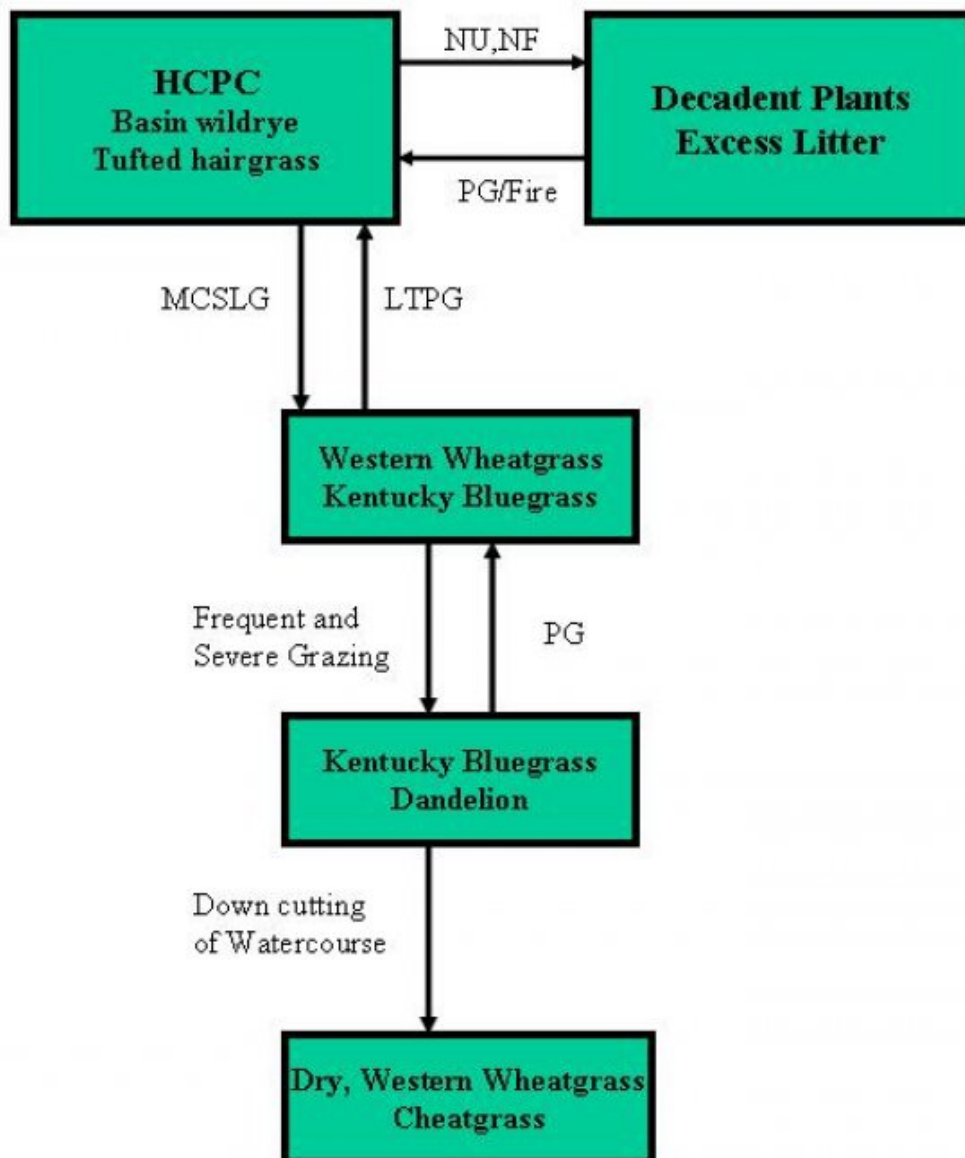 HCPC
Basin wildrye
Tufted hairgrass
NU,NF
Decadent Plants
Excess Litter
PG/Fire
MCSLG
LTPG
Western Wheatgrass
Kentucky Bluegrass
Frequent and
Severe Grazing
PG
Kentucky Bluegrass
Dandelion
Down cutting
of Watercourse
Dry, Western Wheatgrass
Cheatgrass